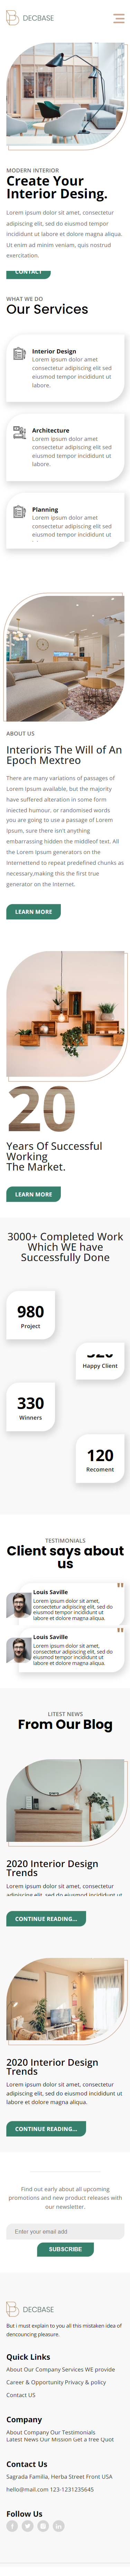 DECBASE
MODERN INTERIOR
Create Your
Interior Desing.
Lorem ipsum dolor sit amet, consectetur
adipiscing elit, sed do eiusmod tempor
incididunt ut labore et dolore magna aliqua.
Ut enim ad minim veniam, quis nostrud
exercitation.
CONTACT
WHAT WE DO
Our Services
Interior Design
Lorem ipsum dolor amet
consectetur adipiscing elit sed
eiusmod tempor incididunt ut
labore.
Architecture
Lorem ipsum dolor amet
consectetur adipiscing elit sed
eiusmod tempor incididunt ut
labore.
Planning
Lorem ipsum dolor amet
consectetur adipiscing elit sed
eiusmod tempor incididunt ut
ABOUT US
Interioris The Will of An
Epoch Mextreo
There are many variations of passages of
Lorem Ipsum available, but the majority
have suffered alteration in some form
injected humour, or randomised words
you are going to use a passage of Lorem
Ipsum, sure there isn't anything
embarrassing hidden the middleof text. All
the Lorem Ipsum generators on the
Internettend to repeat predefined chunks as
necessary,making this the first true
generator on the Internet.
LEARN MORE
20
Years Of Successful
Working
The Market.
LEARN MORE
3000+ Completed Work
Which WE have
Successfully Done
980
Project
520
Happy Client
330
Winners
120
Recoment
TESTIMONIALS
Client says about
us
Louis Saville
Lorem ipsum dolor sit amet,
consectetur adipiscing elit, sed do
eiusmod tempor incididunt ut
labore et dolore magna aliqua.
Louis Saville
Lorem ipsum dolor sit amet,
consectetur adipiscing elit, sed do
eiusmod tempor incididunt ut
labore et dolore magna aliqua.
LITEST NEWS
From Our Blog
2020 Interior Design
Trends
Lorem ipsum dolor sit amet, consectetur
adipiscing elit, sed do eiusmod incididunt ut
CONTINUE READING...
2020 Interior Design
Trends
Lorem ipsum dolor sit amet, consectetur
adipiscing elit, sed do eiusmod incididunt ut
labore et dolore magna aliqua.
CONTINUE READING...
Find out early about all upcoming
promotions and new product releases with
our newsletter.
Enter your email add
SUBSCRIBE
DECBASE
But i must explain to you all this mistaken idea of
dencouncing pleasure.
Quick Links
About Our Company Services WE provide
Career & Opportunity Privacy & policy
Contact US
Company
About Company Our Testimonials
Latest News Our Mission Get a free Quot
Contact Us
Sagrada Familia, Herba Street Front USA
hello@mail.com 123-1231235645
Follow Us